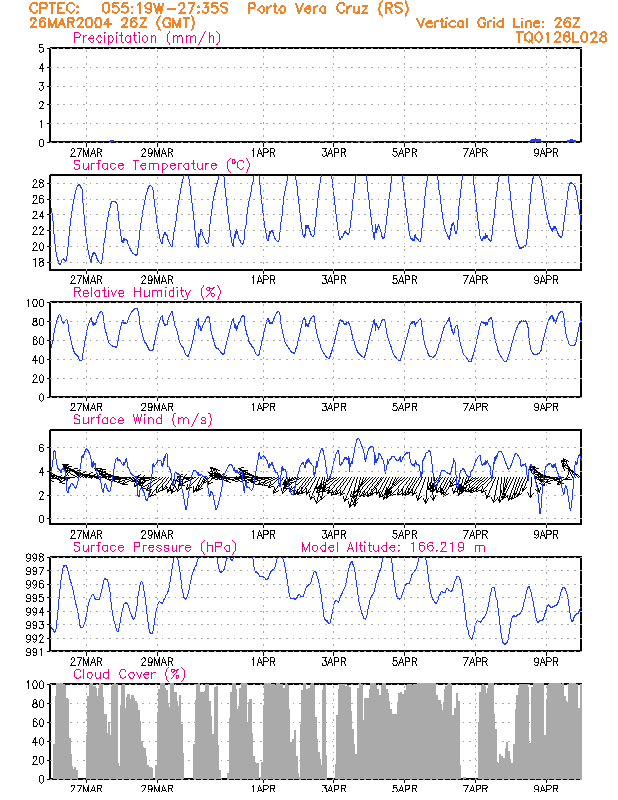 CPTEC: 055:19W-27:35S Porto Vera Cruz (RS)
26MAR2004 26Z (GMT) Vertical Grid Line: 26Z
Precipitation (mm/h) TQ0126L028
5
4
3
2
1
0
27MAR 29MAR 1APR 3APR 5APR 7APR 9APR
Surface Temperature (ºC)
28
26
24
22
20
18
27MAR 29MAR 1APR 3APR 5APR 7APR 9APR
Relative Humidity (%)
100
80
60
40
20
0
27MAR 29MAR 1APR 3APR 5APR 7APR 9APR
Surface Wind (m/s)
6
4
2
0
27MAR 29MAR 1APR 3APR 5APR 7APR 9APR
Surface Pressure (hPa) Model Altitude: 166.219 m
998
997
996
995
994
993
992
991
27MAR 29MAR 1APR 3APR 5APR 7APR 9APR
Cloud Cover (%)
100
80
60
40
20
0
27MAR 29MAR 1APR 3APR 5APR 7APR 9APR